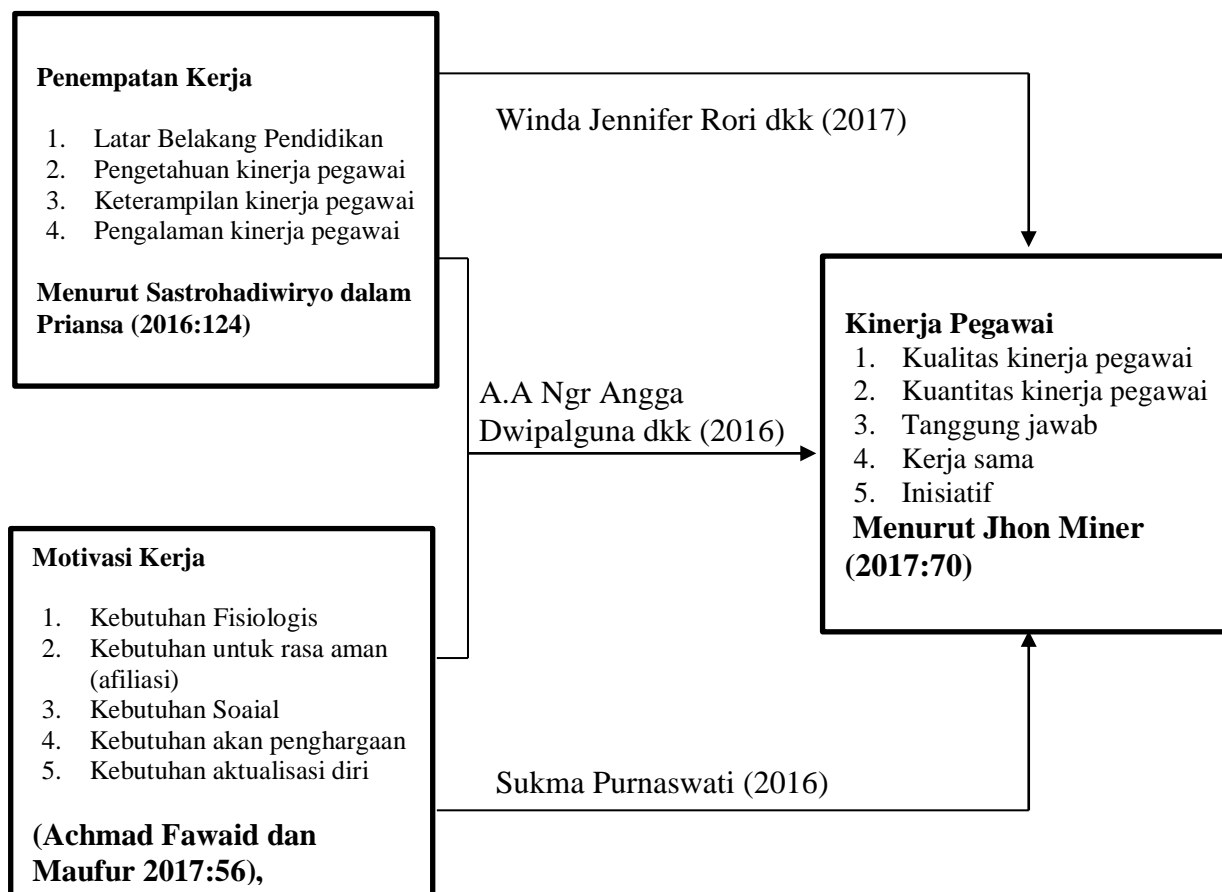 Penempatan Kerja
1. Latar Belakang Pendidikan
2. Pengetahuan kinerja pegawai
3. Keterampilan kinerja pegawai
4. Pengalaman kinerja pegawai
Menurut Sastrohadiwiryo dalam
Priansa (2016:124)
Winda Jennifer Rori dkk (2017)
A.A Ngr Angga
Dwipalguna dkk (2016)
Kinerja Pegawai
1. Kualitas kinerja pegawai
2. Kuantitas kinerja pegawai
3. Tanggung jawab
4. Kerja sama
5. Inisiatif
Menurut Jhon Miner
(2017:70)
Motivasi Kerja
1. Kebutuhan Fisiologis
2. Kebutuhan untuk rasa aman
(afiliasi)
3. Kebutuhan Soaial
4. Kebutuhan akan penghargaan
5. Kebutuhan aktualisasi diri
(Achmad Fawaid dan
Maufur 2017:56),
Sukma Purnaswati (2016)